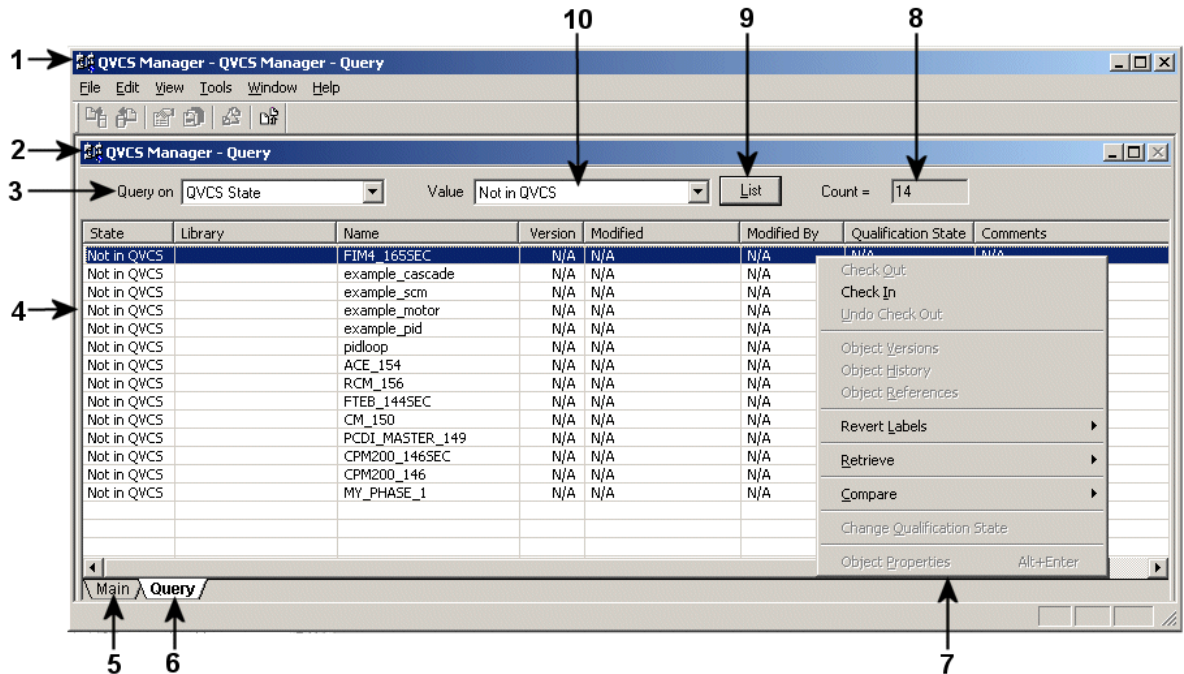 10 9 8
1 QVCS Manager - QVCS Manager - Query
File Edit View Tools Window Help
2 QVCS Manager - Query
3 Query on QVCS State Value Not in QVCS List Count = 14
State Library Name Version Modified Modified By Qualification State Comments
Not in QVCS FIM4_165SEC N/A N/A N/A N/A N/A
Not in QVCS example_cascade N/A N/A N/A
Not in QVCS example_scm N/A N/A N/A
4 Not in QVCS example_motor N/A N/A N/A
Not in QVCS example_pid N/A N/A N/A
Not in QVCS pidloop N/A N/A N/A
Not in QVCS ACE_154 N/A N/A N/A
Not in QVCS RCM_156 N/A N/A N/A
Not in QVCS FTEB_144SEC N/A N/A N/A
Not in QVCS CM_150 N/A N/A N/A
Not in QVCS PCDI_MASTER_149 N/A N/A N/A
Not in QVCS CPM200_146SEC N/A N/A N/A
Not in QVCS CPM200_146 N/A N/A N/A
Not in QVCS MY_PHASE_1 N/A N/A N/A
Check Out
Check In
Undo Check Out
Object Versions
Object History
Object References
Revert Labels
Retrieve
Compare
Change Qualification State
Object Properties Alt+Enter
Main Query
5 6 7